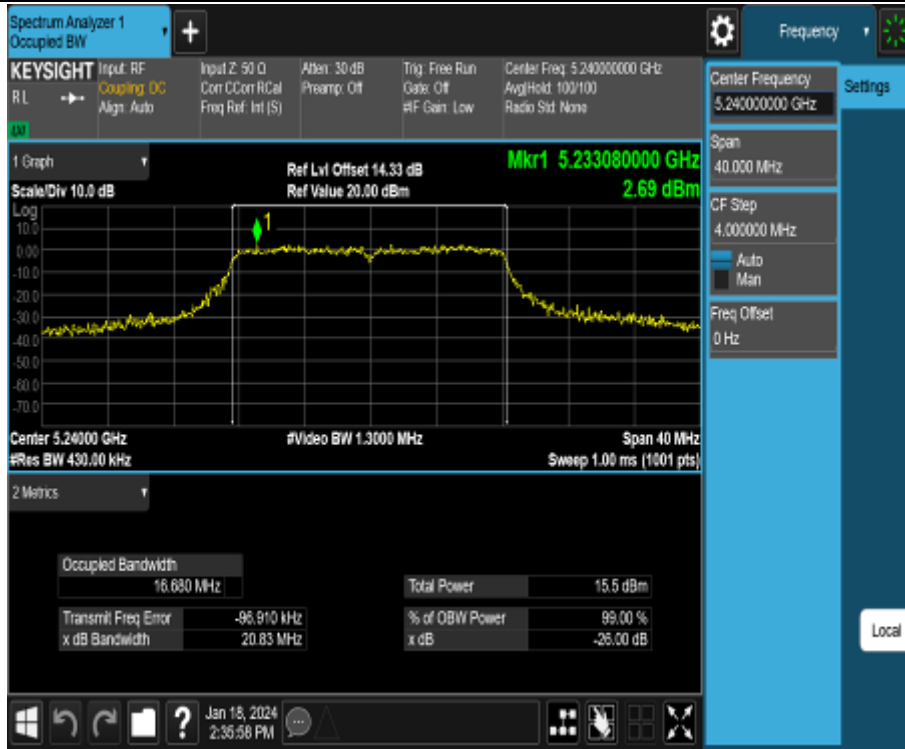 Spectrum Analyzer 1
Occupied BW
+
Frequency
KEYSIGHT
RL
Input: RF
Coupling: DC
Align: Auto
Input Z: 50 Ω
Corr CCorr RCal
Freq Ref: Int (S)
Atten: 30 dB
Preamp: Off
Trig: Free Run
Gate: Off
#IF Gain: Low
Center Freq: 5.240000000 GHz
Avg|Hold: 100/100
Radio Std: None
Center Frequency
5.240000000 GHz
Settings
Span
40.000 MHz
CF Step
4.000000 MHz
Auto
Man
Freq Offset
0 Hz
1 Graph
Scale/Div 10.0 dB
Ref Lvl Offset 14.33 dB
Ref Value 20.00 dBm
Mkr1 5.233080000 GHz
2.69 dBm
Log
10.0
0.00
-10.0
-20.0
-30.0
-40.0
-50.0
-60.0
-70.0
1
Center 5.24000 GHz
#Video BW 1.3000 MHz
Span 40 MHz
#Res BW 430.00 kHz
Sweep 1.00 ms (1001 pts)
2 Metrics
Occupied Bandwidth
16.680 MHz
Total Power 15.5 dBm
Transmit Freq Error -96.910 kHz
% of OBW Power 99.00 %
x dB Bandwidth 20.83 MHz
x dB -26.00 dB
Local
?
Jan 18, 2024
2:35:58 PM